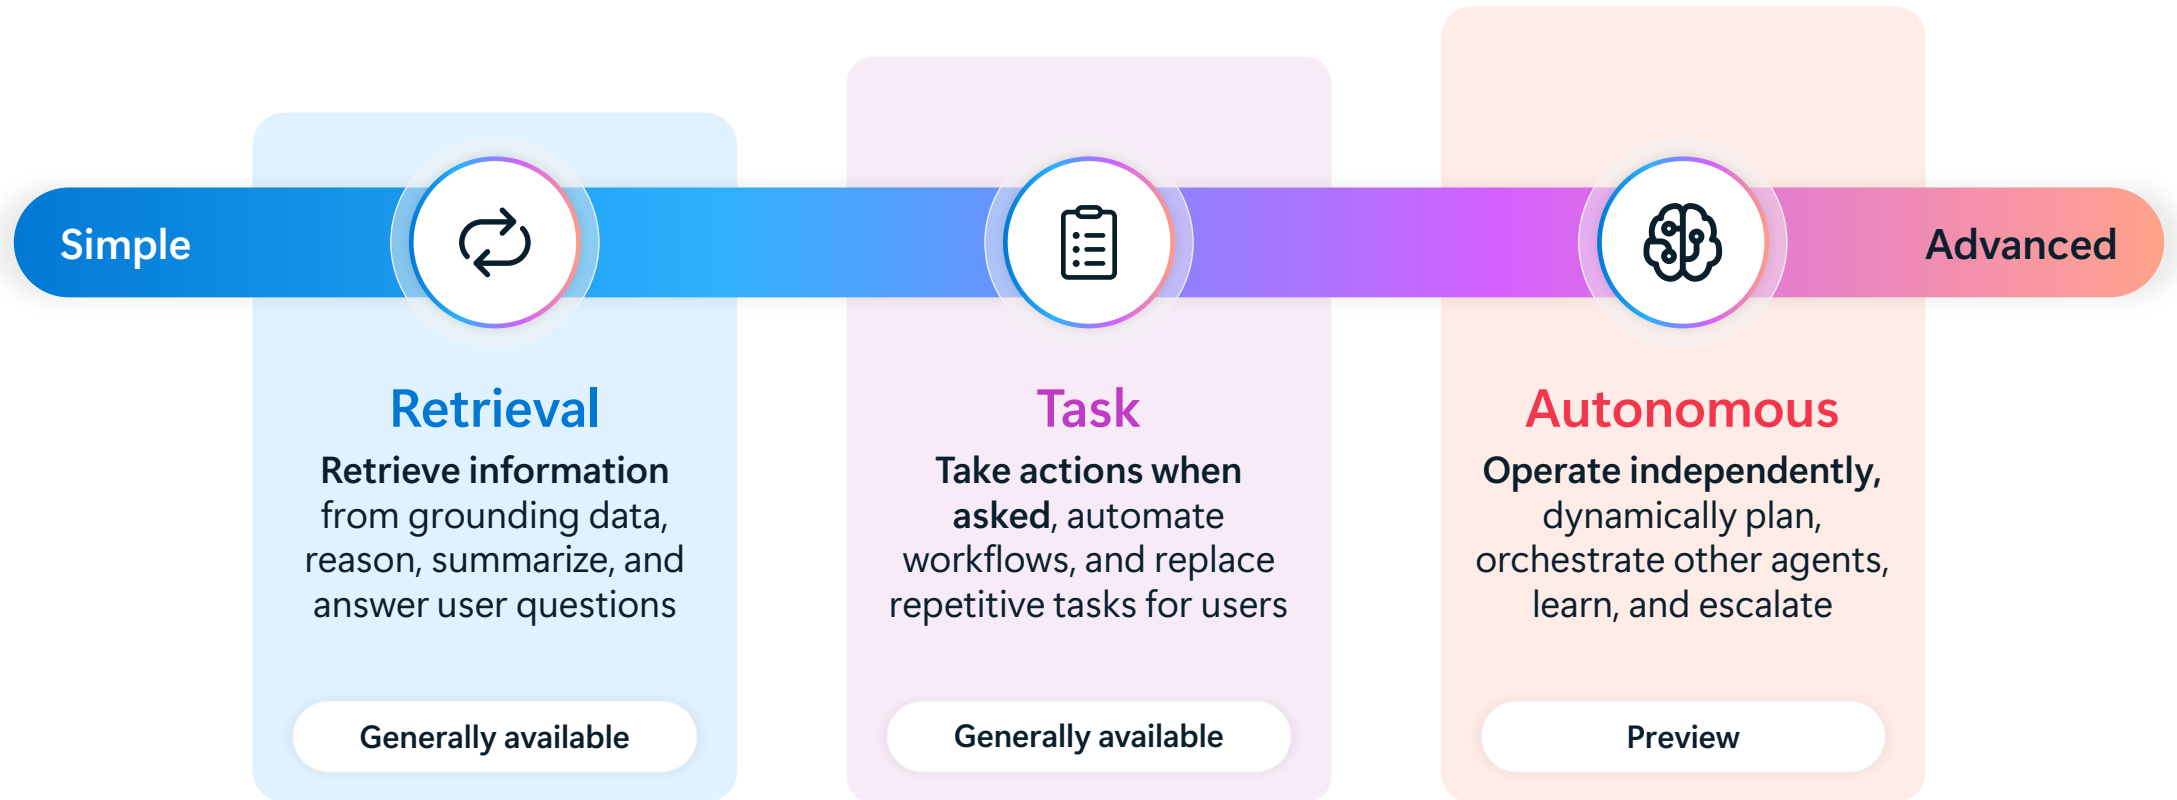 Simple
Advanced
Retrieval
Retrieve information
from grounding data,
reason, summarize, and
answer user questions
Generally available
Task
Take actions when
asked, automate
workflows, and replace
repetitive tasks for users
Generally available
Autonomous
Operate independently,
dynamically plan,
orchestrate other agents,
learn, and escalate
Preview